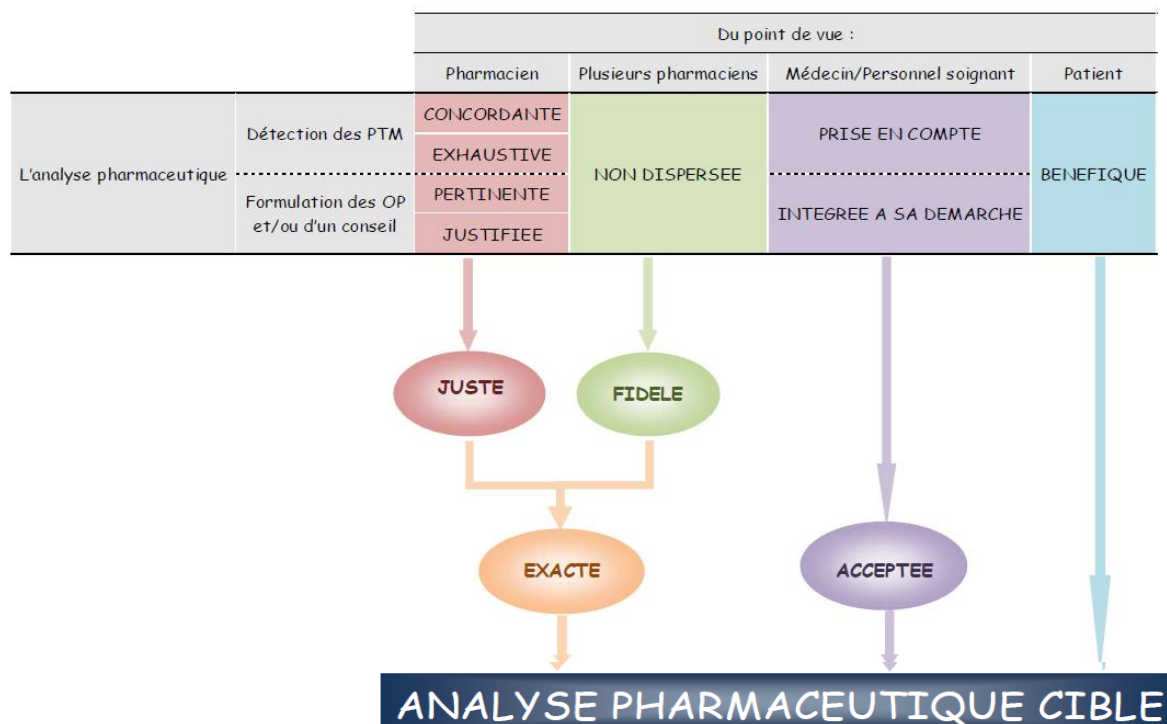 Du point de vue :
Pharmacien Plusieurs pharmaciens Médecin/Personnel soignant Patient
L'analyse pharmaceutique
Détection des PTM
Formulation des OP
et/ou d'un conseil
CONCORDANTE
EXHAUSTIVE
PERTINENTE
JUSTIFIEE
NON DISPERSEE
PRISE EN COMPTE
INTEGREE A SA DEMARCHE
BENEFIQUE
JUSTE
FIDELE
EXACTE
ACCEPTEE
ANALYSE PHARMACEUTIQUE CIBLE